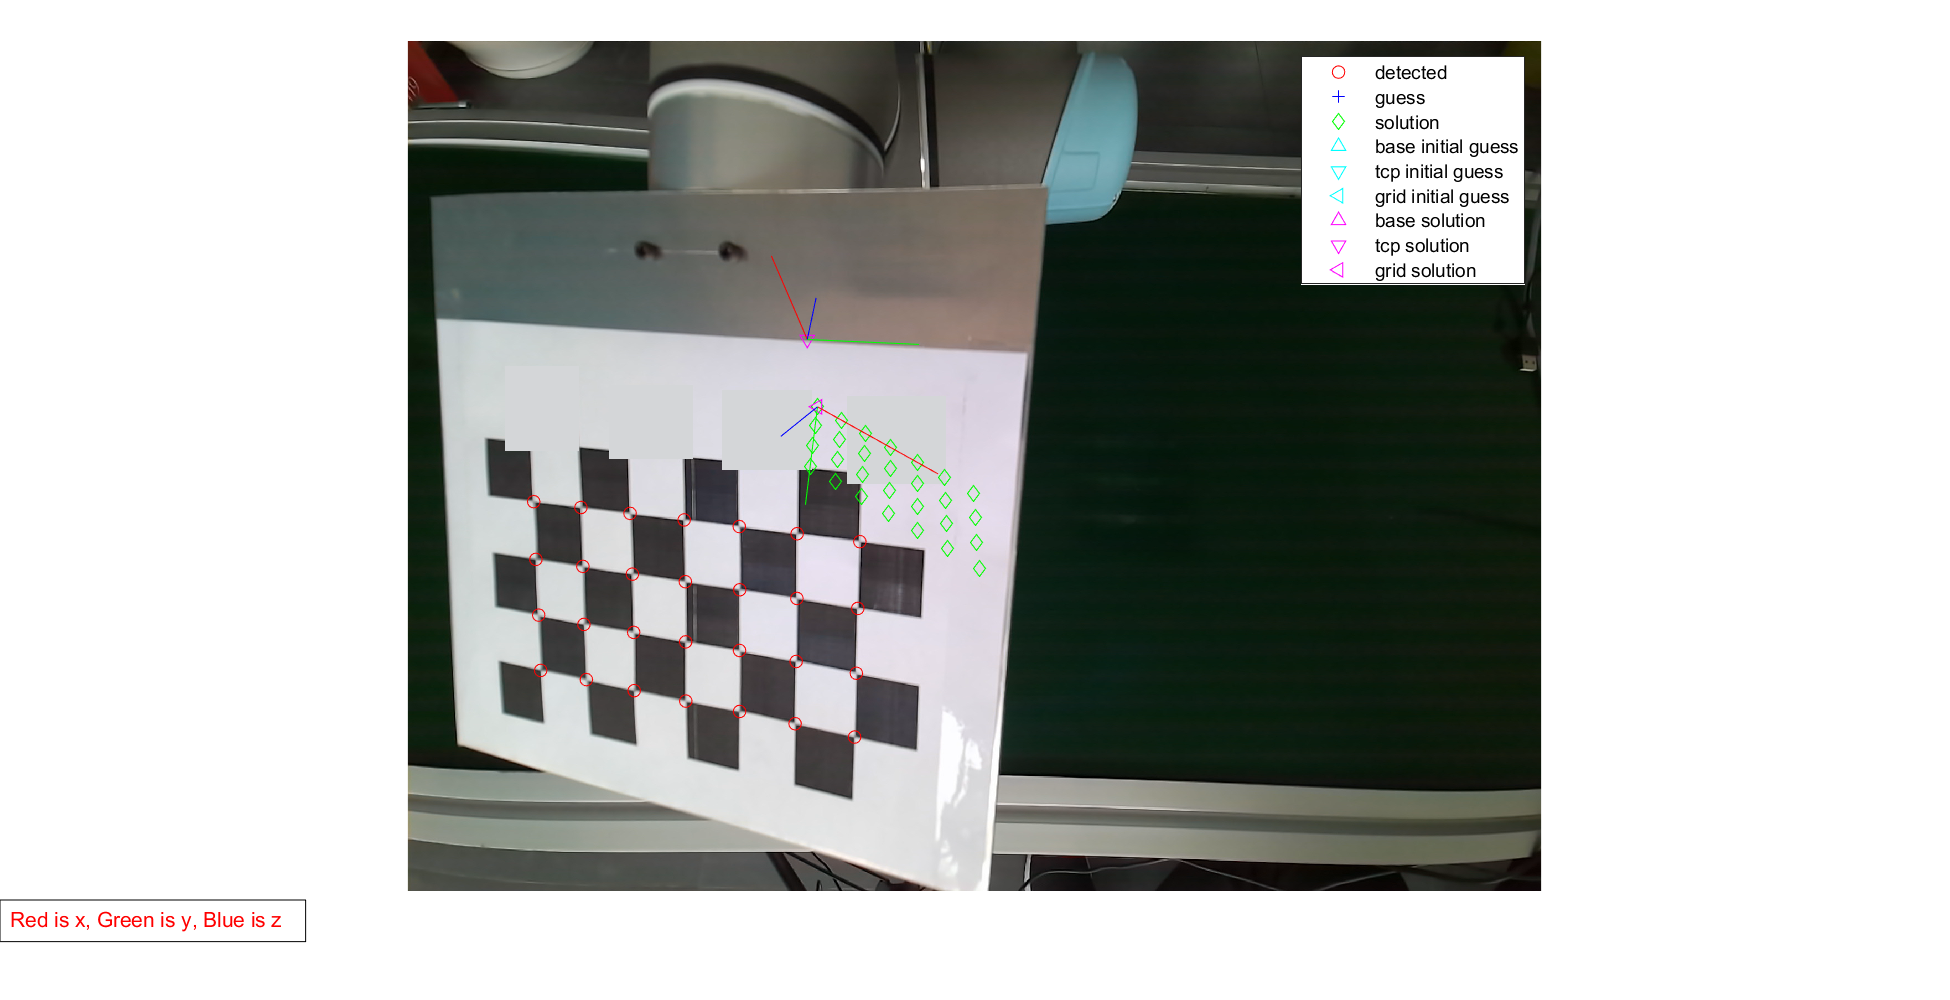 detected
guess
solution
base initial guess
tcp initial guess
grid initial guess
base solution
tcp solution
grid solution
Red is x, Green is y, Blue is z